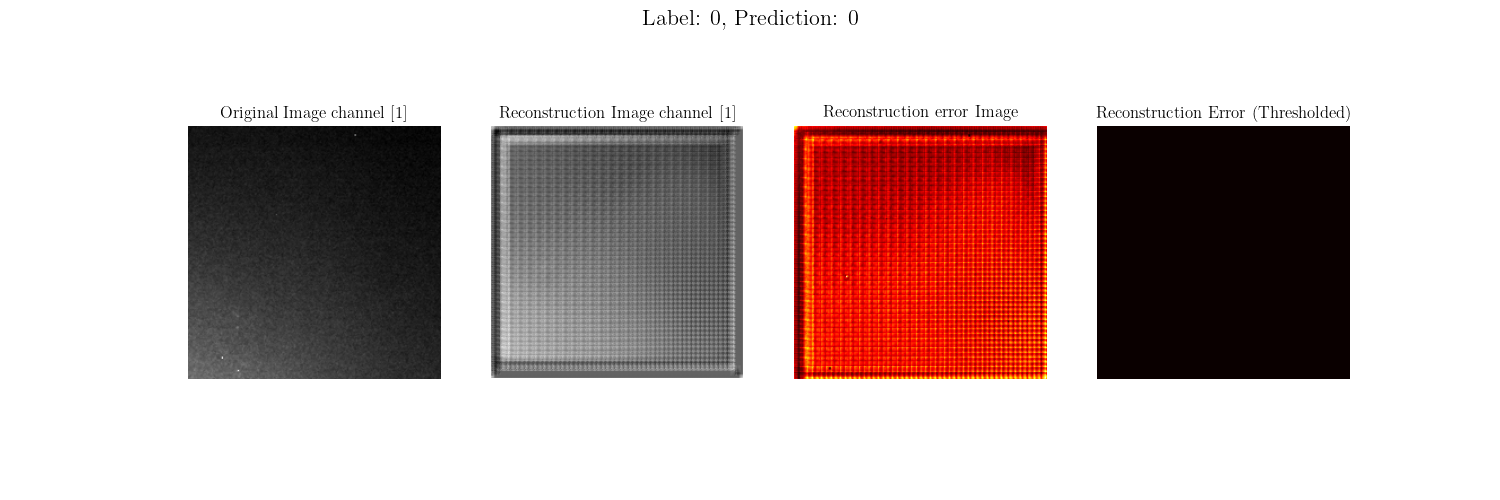 Label: 0, Prediction: 0
Original Image channel [1]
Reconstruction Image channel [1]
Reconstruction error Image
Reconstruction Error (Thresholded)